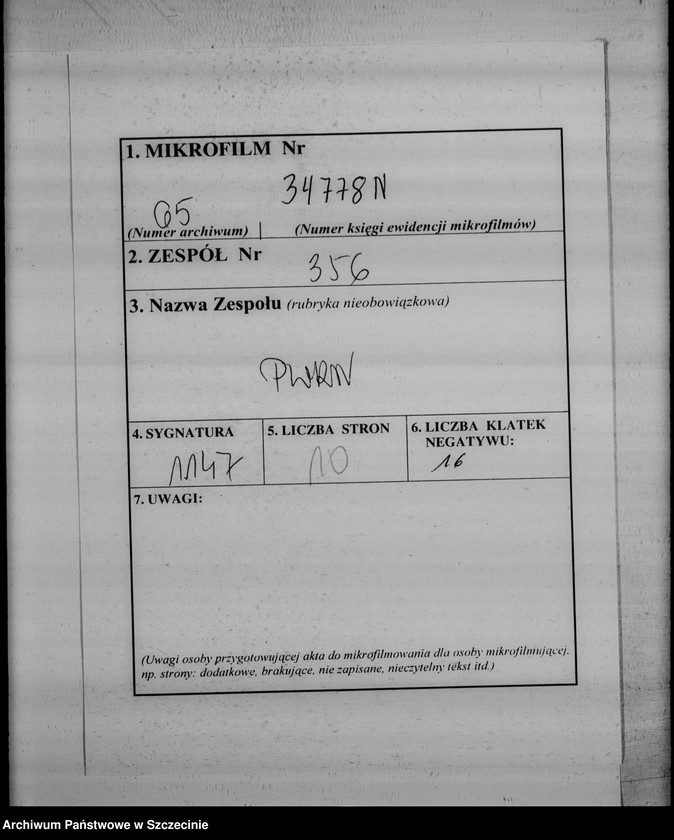 1. MIKROFILM Nr
34778N
65
(Numer archiwum) | (Numer księgi ewidencji mikrofilmów)
2. ZESPÓŁ Nr
356
3. Nazwa Zespołu (rubryka nieobowiązkowa)
PWRN
4. SYGNATURA 5. LICZBA STRON 6. LICZBA KLATEK
NEGATYWU:
1147 10 16
7. UWAGI:
(Uwagi osoby przygotowującej akta do mikrofilmowania dla osoby mikrofilmującej.
np. strony: dodatkowe, brakujące, nie zapisane, nieczytelny tekst itd.)
Archiwum Państwowe w Szczecinie